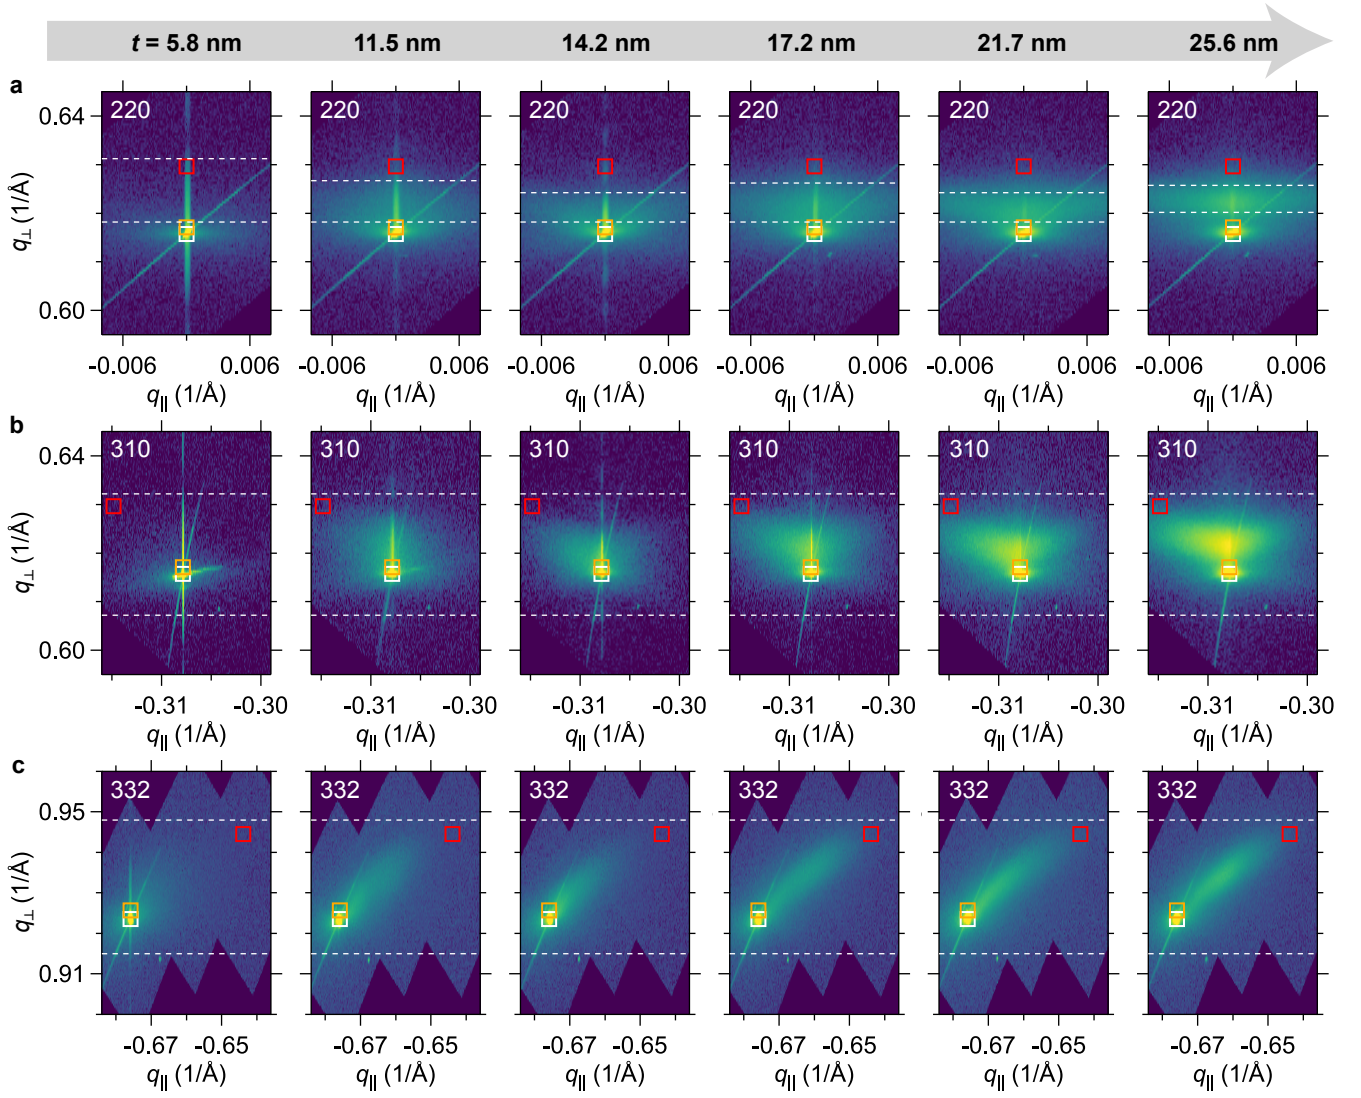 t = 5.8 nm 11.5 nm 14.2 nm 17.2 nm 21.7 nm 25.6 nm
a
220 220 220 220 220 220
0.64
q⊥ (1/Å)
0.60
-0.006 0.006 -0.006 0.006 -0.006 0.006 -0.006 0.006 -0.006 0.006 -0.006 0.006
q|| (1/Å) q|| (1/Å) q|| (1/Å) q|| (1/Å) q|| (1/Å) q|| (1/Å)
b
310 310 310 310 310 310
0.64
q⊥ (1/Å)
0.60
-0.31 -0.30 -0.31 -0.30 -0.31 -0.30 -0.31 -0.30 -0.31 -0.30 -0.31 -0.30
q|| (1/Å) q|| (1/Å) q|| (1/Å) q|| (1/Å) q|| (1/Å) q|| (1/Å)
c
332 332 332 332 332 332
0.95
q⊥ (1/Å)
0.91
-0.67 -0.65 -0.67 -0.65 -0.67 -0.65 -0.67 -0.65 -0.67 -0.65 -0.67 -0.65
q|| (1/Å) q|| (1/Å) q|| (1/Å) q|| (1/Å) q|| (1/Å) q|| (1/Å)